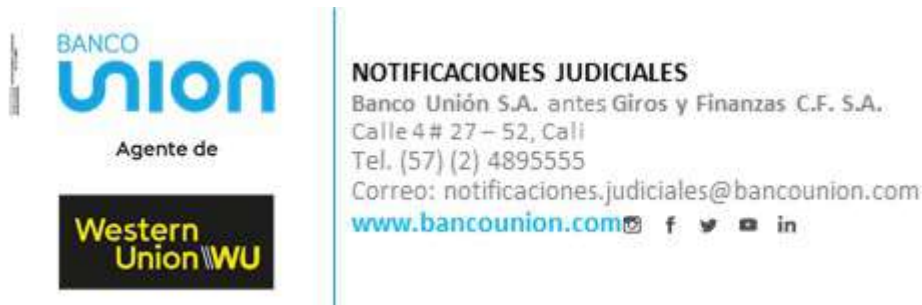 BANCO
union
Agente de
Western
Union\\WU
NOTIFICACIONES JUDICIALES
Banco Unión S.A. antes Giros y Finanzas C.F. S.A.
Calle 4 # 27 – 52, Cali
Tel. (57) (2) 4895555
Correo: notificaciones.judiciales@bancounion.com
www.bancounion.com